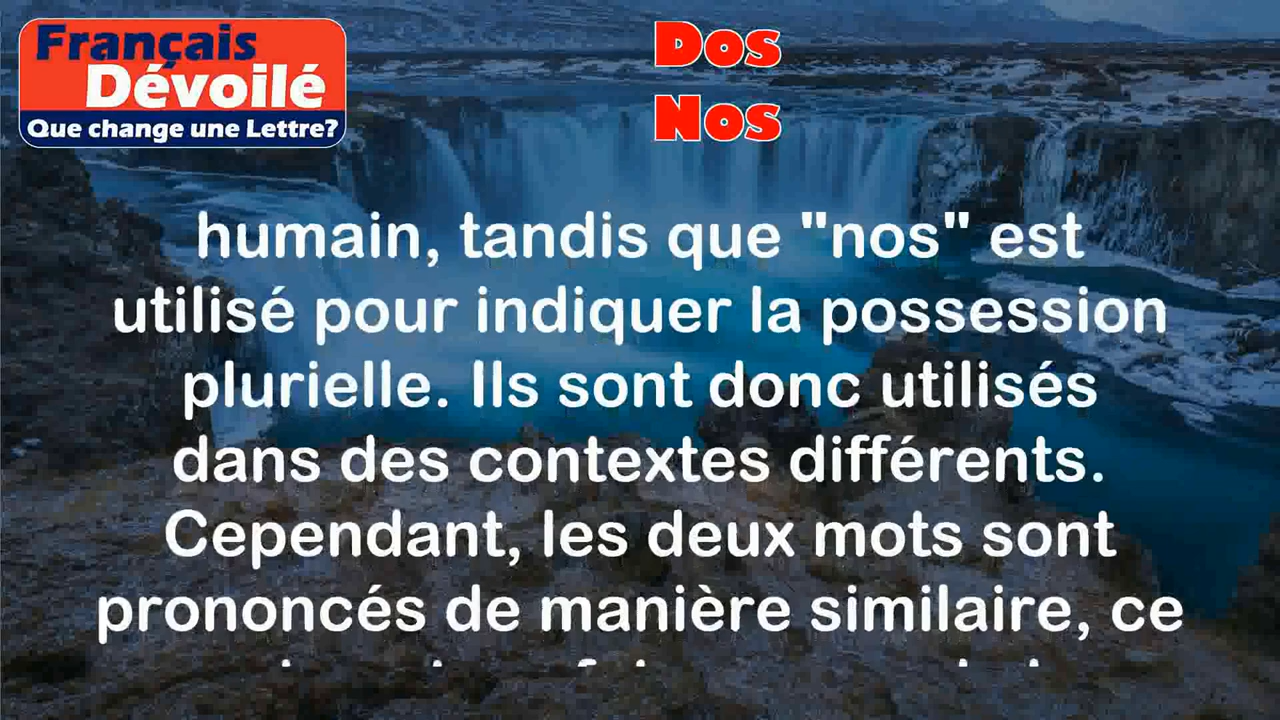 Français
Dévoilé
Que change une Lettre?
Dos
Nos
humain, tandis que "nos" est
utilisé pour indiquer la possession
plurielle. Ils sont donc utilisés
dans des contextes différents.
Cependant, les deux mots sont
prononcés de manière similaire, ce